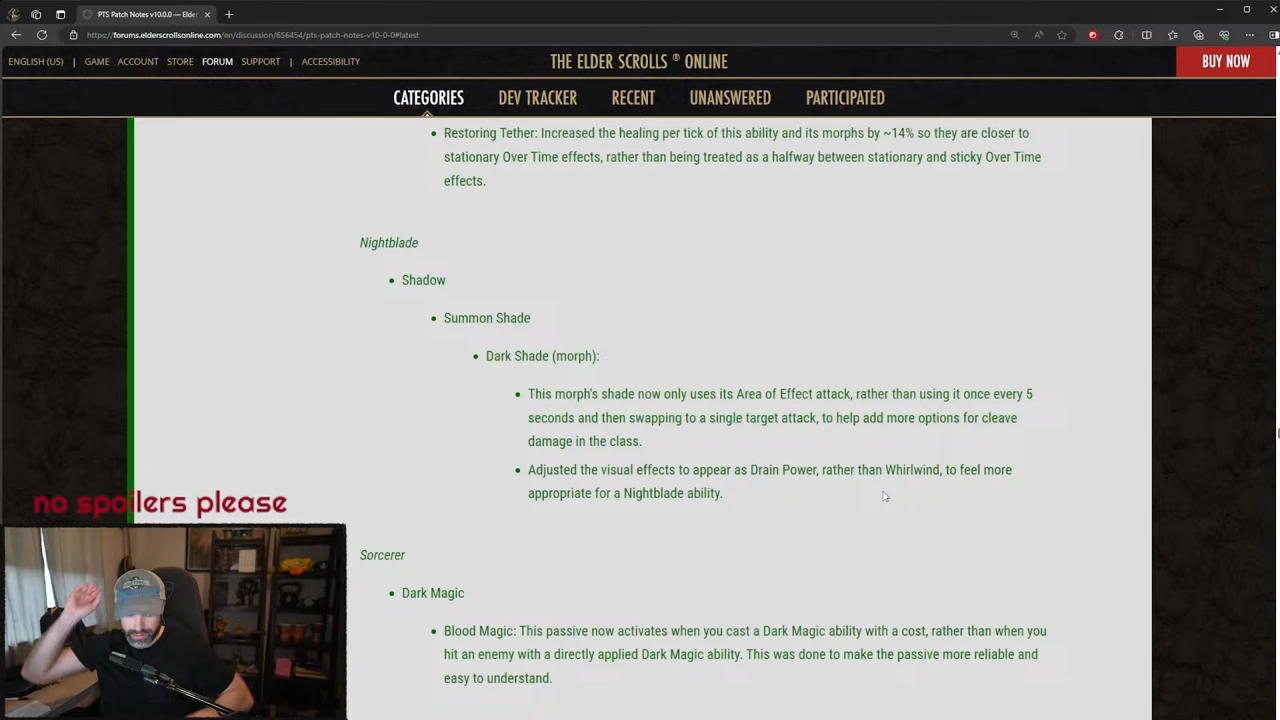 PTS Patch Notes v10.0.0 — Elder
https://forums.elderscrollsonline.com/en/discussion/656454/pts-patch-notes-v10-0-0#latest
ENGLISH (US) | GAME ACCOUNT STORE FORUM SUPPORT | ACCESSIBILITY
THE ELDER SCROLLS ® ONLINE
BUY NOW
CATEGORIES DEV TRACKER RECENT UNANSWERED PARTICIPATED
• Restoring Tether: Increased the healing per tick of this ability and its morphs by ~14% so they are closer to
stationary Over Time effects, rather than being treated as a halfway between stationary and sticky Over Time
effects.
Nightblade
• Shadow
• Summon Shade
• Dark Shade (morph):
• This morph's shade now only uses its Area of Effect attack, rather than using it once every 5
seconds and then swapping to a single target attack, to help add more options for cleave
damage in the class.
• Adjusted the visual effects to appear as Drain Power, rather than Whirlwind, to feel more
appropriate for a Nightblade ability.
no spoilers please
Sorcerer
• Dark Magic
• Blood Magic: This passive now activates when you cast a Dark Magic ability with a cost, rather than when you
hit an enemy with a directly applied Dark Magic ability. This was done to make the passive more reliable and
easy to understand.